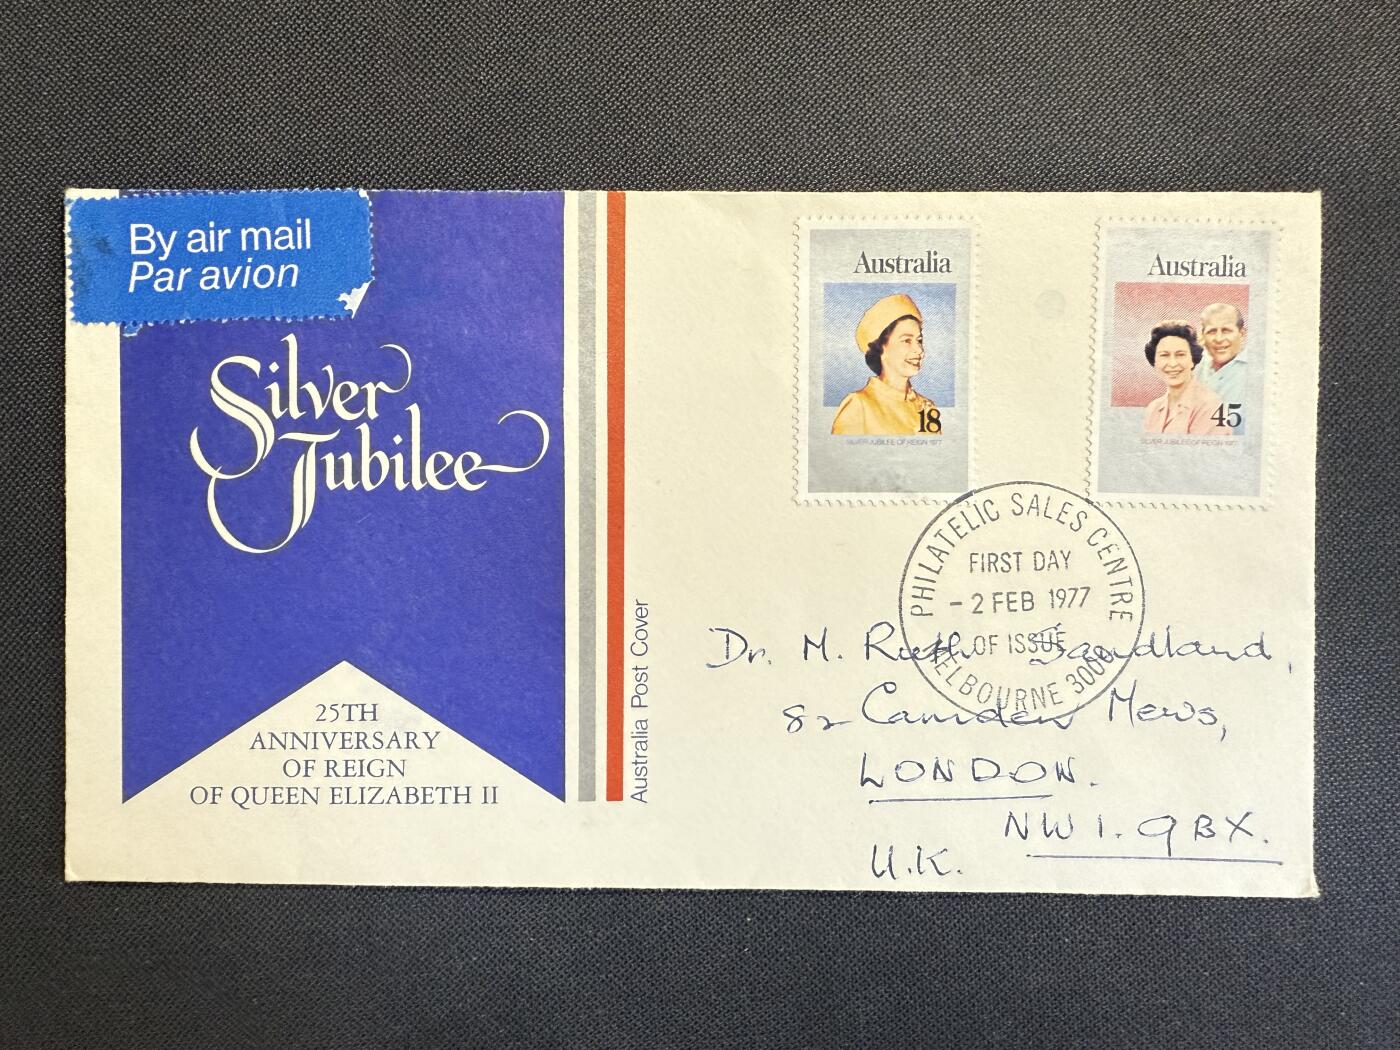 By air mail
Par avion
Silver
Jubilee
25TH
ANNIVERSARY
OF REIGN
OF QUEEN ELIZABETH II
Australia Post Cover
Australia
18
SILVER JUBILEE OF REIGN 1977
Australia
45
SILVER JUBILEE OF REIGN 1977
PHILATELIC SALES CENTRE
FIRST DAY
- 2 FEB 1977
OF ISSUE
MELBOURNE 3000
Dr. M. Ruth Sandland,
82 Camden Mews,
LONDON.
NW1. 9BX.
U.K.